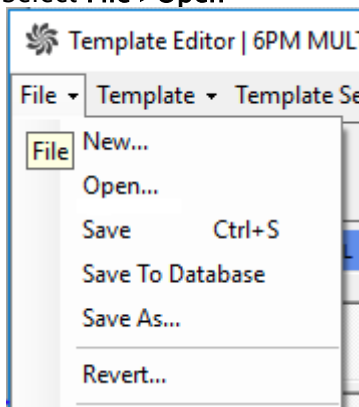 Select File > Open
Template Editor | 6PM MULT
File Template Template Se
File
New...
Open...
Save Ctrl+S
Save To Database
Save As...
Revert...